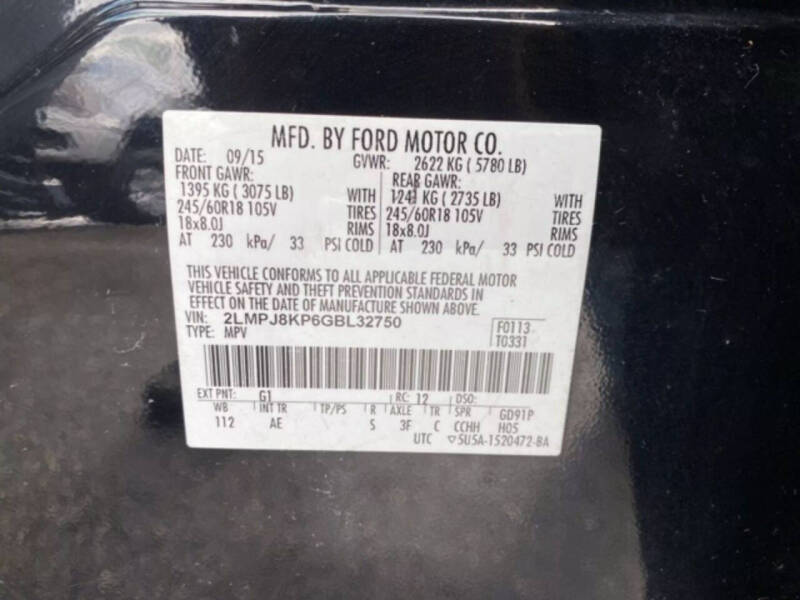 MFD. BY FORD MOTOR CO.
DATE: 09/15 GVWR: 2622 KG ( 5780 LB)
FRONT GAWR: REAR GAWR:
1395 KG ( 3075 LB) WITH 1241 KG ( 2735 LB) WITH
245/60R18 105V TIRES 245/60R18 105V TIRES
18x8.0J RIMS 18x8.0J RIMS
AT 230 kPa/ 33 PSI COLD AT 230 kPa/ 33 PSI COLD
THIS VEHICLE CONFORMS TO ALL APPLICABLE FEDERAL MOTOR
VEHICLE SAFETY AND THEFT PREVENTION STANDARDS IN
EFFECT ON THE DATE OF MANUFACTURE SHOWN ABOVE.
VIN: 2LMPJ8KP6GBL32750 F0113
TYPE: MPV T0331
EXT PNT: G1 RC: 12 DSO:
WB INT TR TP/PS R AXLE TR SPR GD91P
112 AE S 3F C CCHH H05
UTC ▽5U5A-1520472-BA